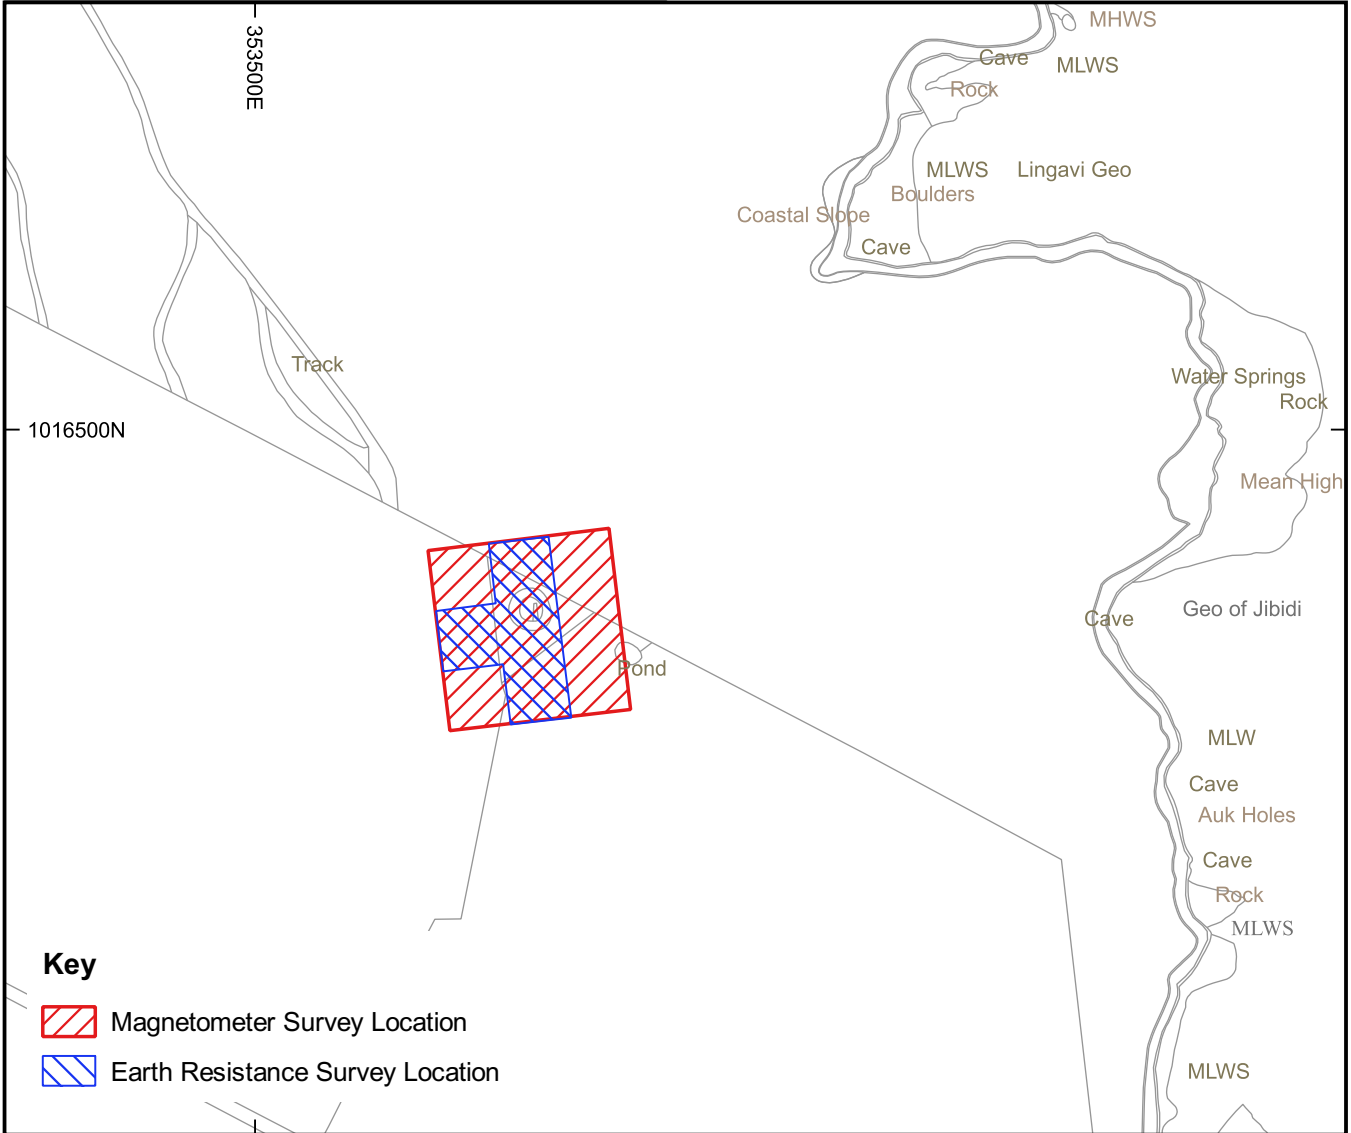 MHWS
353500E
Cave
MLWS
Rock
MLWS
Lingavi Geo
Boulders
Coastal Slope
Cave
Track
Water Springs
Rock
1016500N
Mean High
Geo of Jibidi
Cave
Pond
MLW
Cave
Auk Holes
Cave
Rock
MLWS
Key
Magnetometer Survey Location
Earth Resistance Survey Location
MLWS